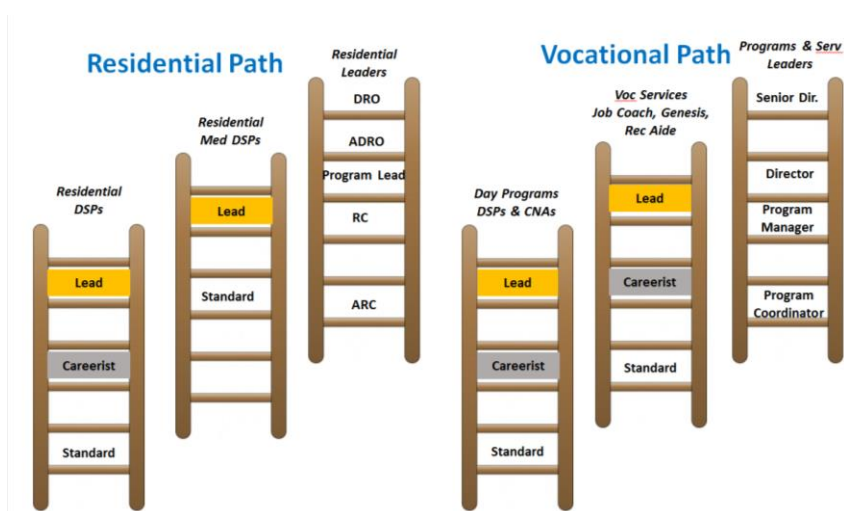 Residential Path
Residential
DSPs
Lead
Careerist
Standard
Residential
Med DSPs
Lead
Standard
Residential
Leaders
DRO
ADRO
Program Lead
RC
ARC
Vocational Path
Day Programs
DSPs & CNAs
Lead
Careerist
Standard
Voc Services
Job Coach, Genesis,
Rec Aide
Lead
Careerist
Standard
Programs & Serv
Leaders
Senior Dir.
Director
Program
Manager
Program
Coordinator